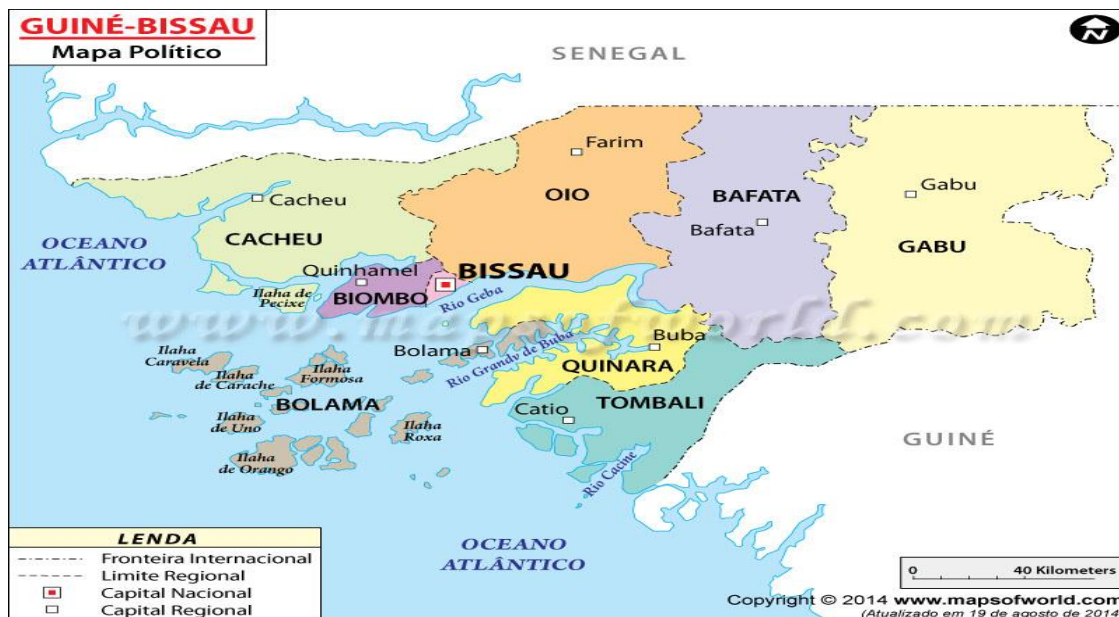 GUINÉ-BISSAU
Mapa Político
N
SENEGAL
Farim
OIO
BAFATA
Bafata
Gabu
GABU
Cacheu
CACHEU
OCEANO
ATLÂNTICO
Quinhamel
BIOMBO
BISSAU
Ilaha de
Pecixe
Rio Geba
www.mapsofworld.com
Bolama
Rio Grandv de Buba
Buba
QUINARA
Ilaha
Caravela
Ilaha
de Carache
Ilaha
Formosa
BOLAMA
Ilaha
de Uno
Ilaha
Roxa
Ilaha
de Orango
Catio
TOMBALI
Rio Cacine
GUINÉ
OCEANO
ATLÂNTICO
LENDA
Fronteira Internacional
Limite Regional
Capital Nacional
Capital Regional
0 40 Kilometers
Copyright © 2014 www.mapsofworld.com
(Atualizado em 19 de agosto de 2014